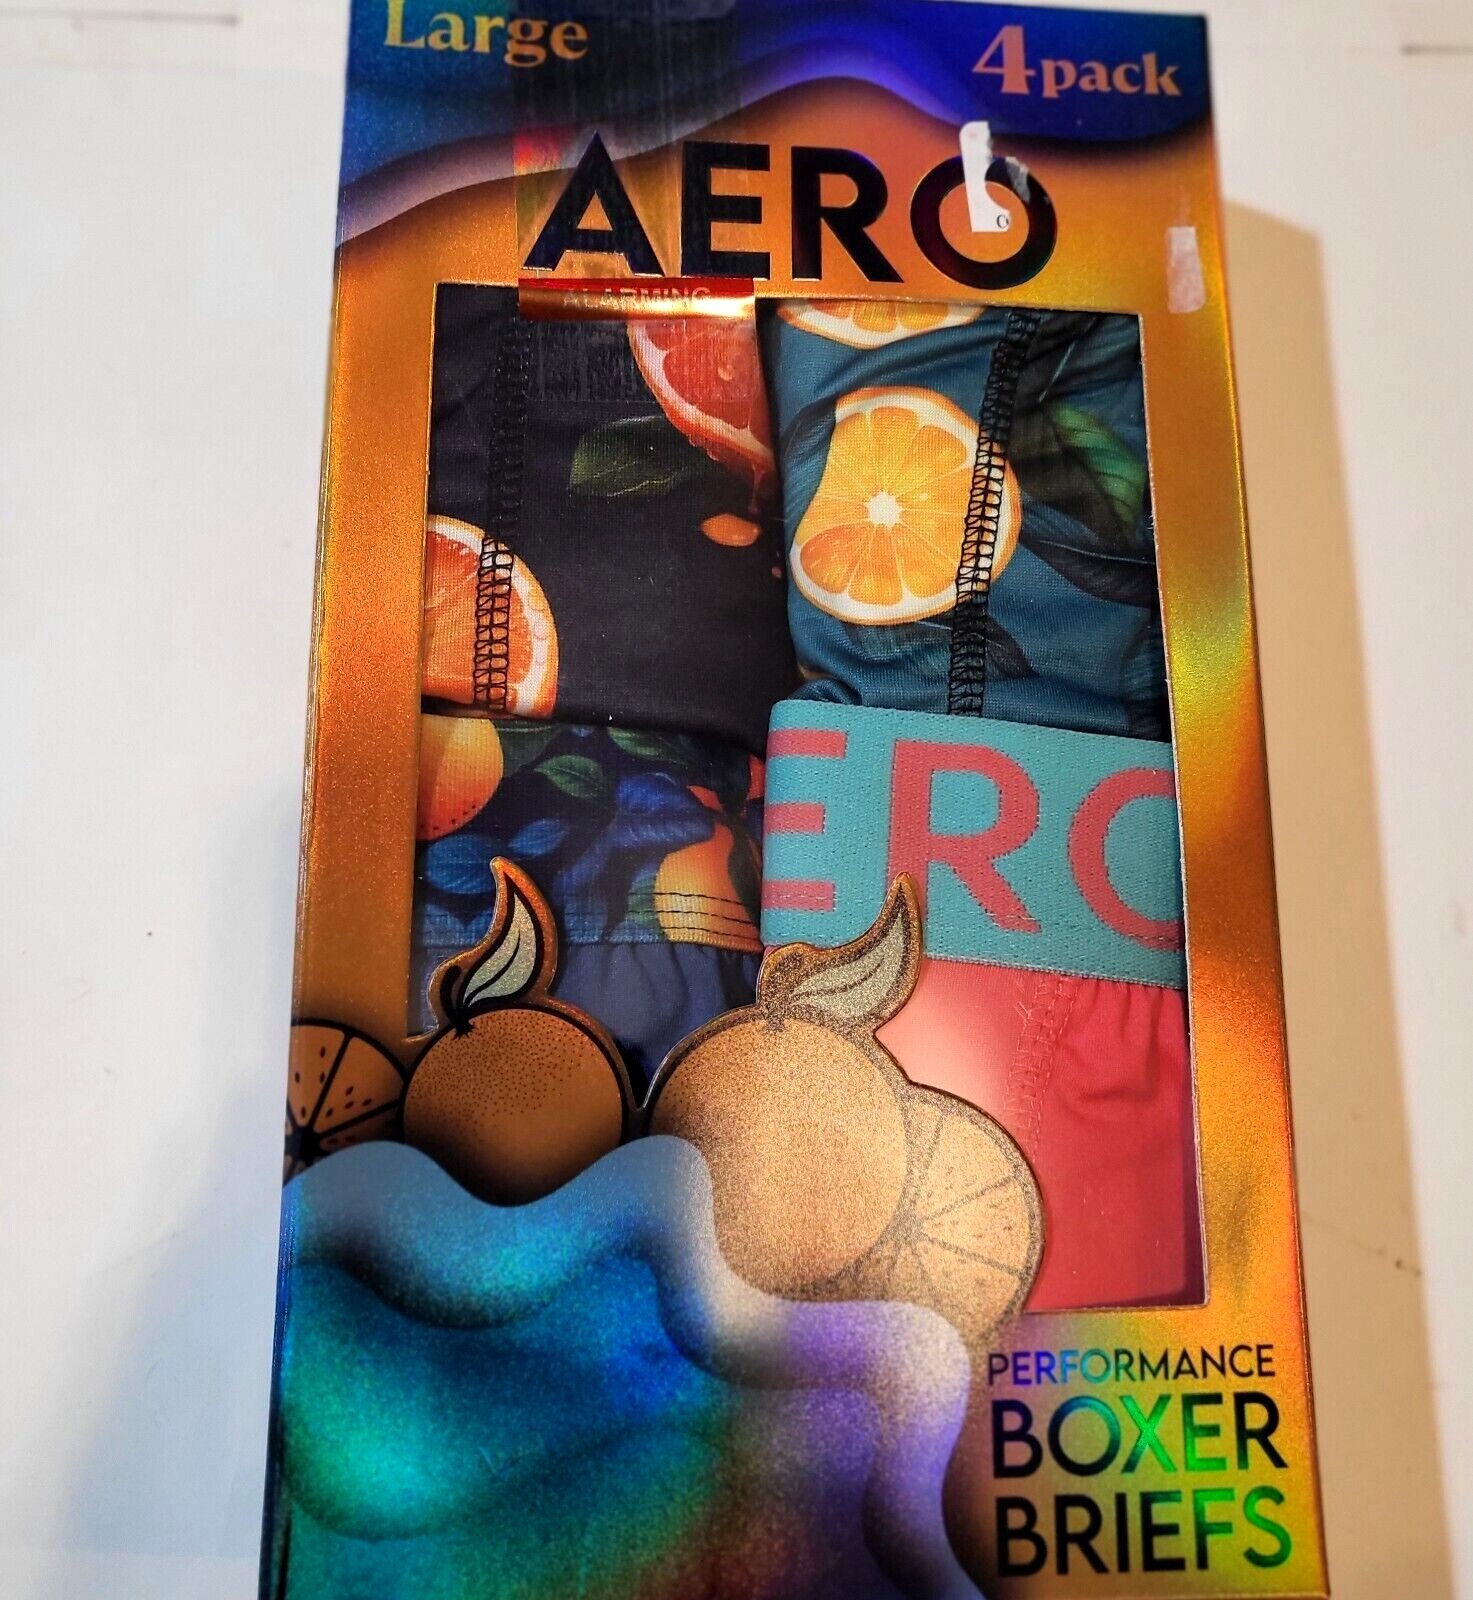 Large
4pack
AERO
ALARMING
ERO
PERFORMANCE
BOXER
BRIEFS